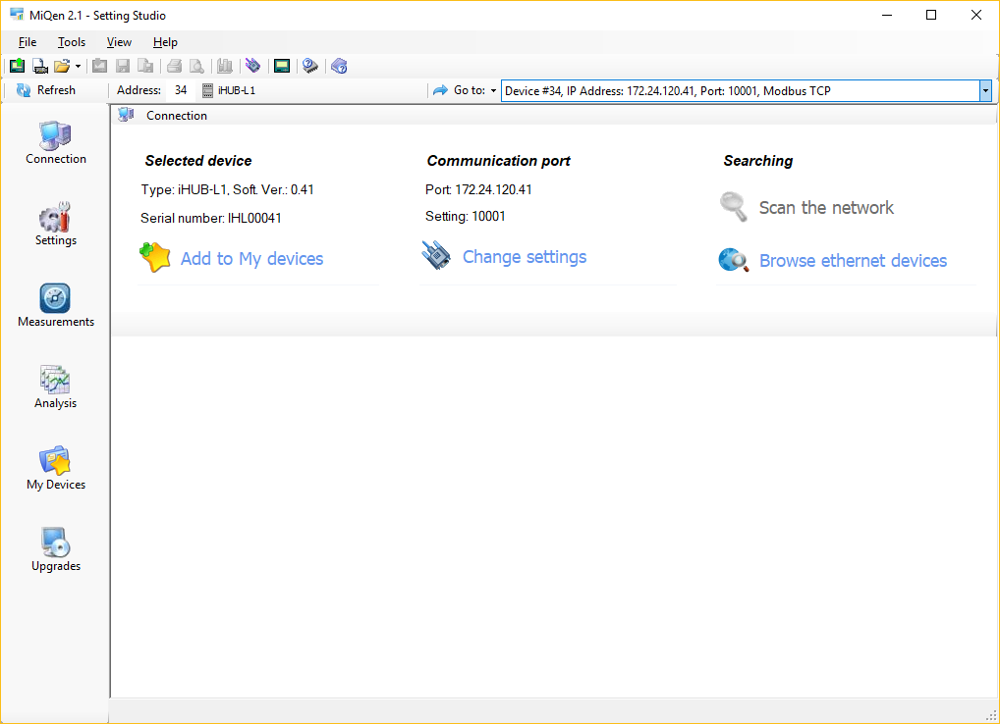 MiQen 2.1 - Setting Studio
File Tools View Help
Refresh Address: 34 iHUB-L1 Go to: Device #34, IP Address: 172.24.120.41, Port: 10001, Modbus TCP
Connection
Connection
Settings
Measurements
Analysis
My Devices
Upgrades
Selected device
Type: iHUB-L1, Soft. Ver.: 0.41
Serial number: IHL00041
Add to My devices
Communication port
Port: 172.24.120.41
Setting: 10001
Change settings
Searching
Scan the network
Browse ethernet devices